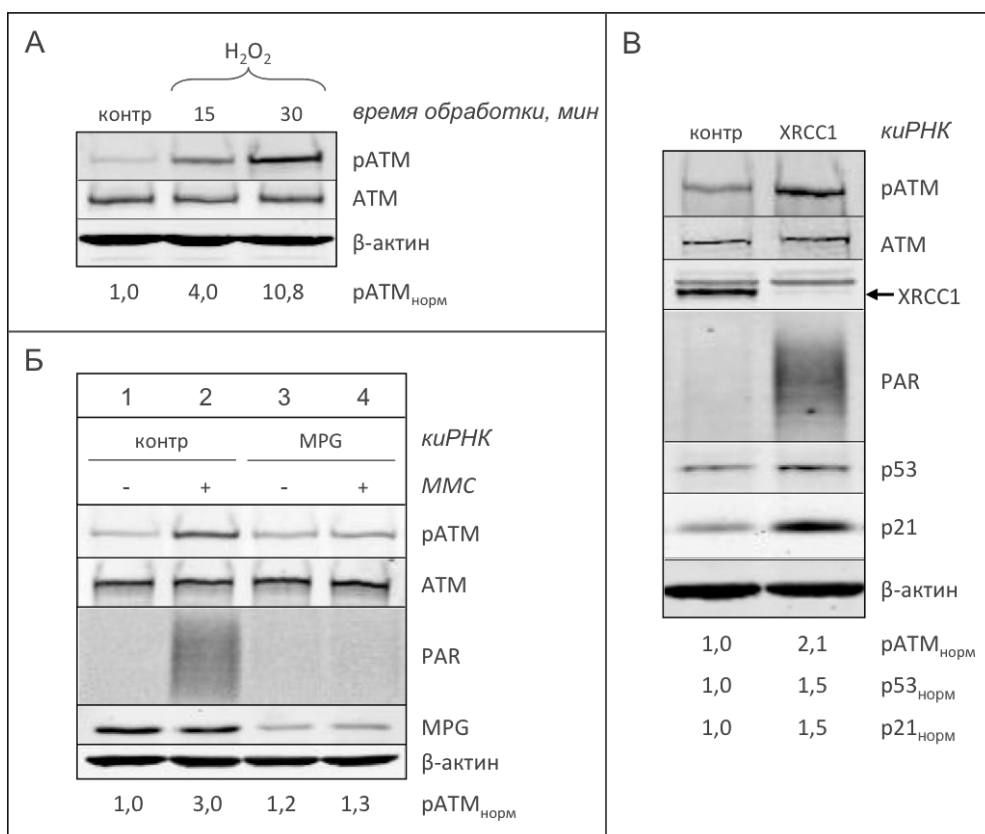 А
H₂O₂
контр 15 30 время обработки, мин
pATM
ATM
β-актин
1,0 4,0 10,8 pATMнорм
Б
1 2 3 4
контр MPG киРНК
- + - + ММС
pATM
ATM
PAR
MPG
β-актин
1,0 3,0 1,2 1,3 pATMнорм
В
контр XRCC1 киРНК
pATM
ATM
XRCC1
PAR
p53
p21
β-актин
1,0 2,1 pATMнорм
1,0 1,5 p53норм
1,0 1,5 p21норм